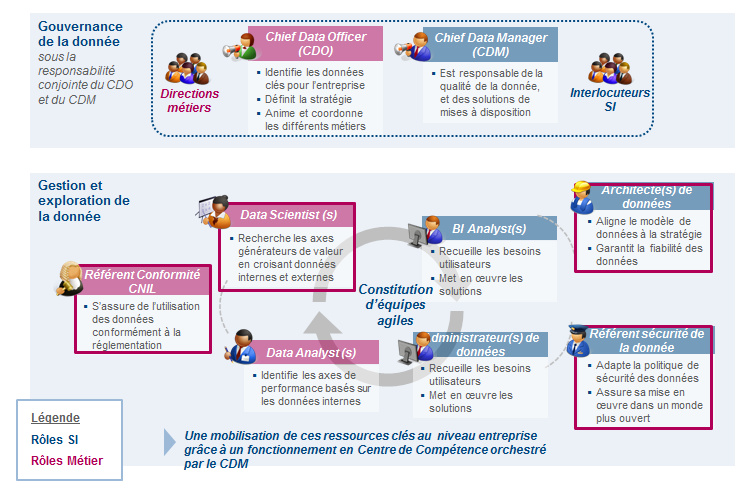 Gouvernance
de la donnée
sous la
responsabilité
conjointe du CDO
et du CDM
Directions
métiers
Chief Data Officer
(CDO)
Identifie les données
clés pour l'entreprise
Définit la stratégie
Anime et coordonne
les différents métiers
Chief Data Manager
(CDM)
Est responsable de la
qualité de la donnée,
et des solutions de
mises à disposition
Interlocuteurs
SI
Gestion et
exploration de
la donnée
Référent Conformité
CNIL
S'assure de l'utilisation
des données
conformément à la
réglementation
Data Scientist (s)
Recherche les axes
générateurs de valeur
en croisant données
internes et externes
BI Analyst(s)
Recueille les besoins
utilisateurs
Met en œuvre les
solutions
Architecte(s) de
données
Aligne le modèle de
données à la stratégie
Garantit la fiabilité des
données
Constitution
d'équipes
agiles
Data Analyst (s)
Identifie les axes de
performance basés sur
les données internes
dministrateur(s) de
données
Recueille les besoins
utilisateurs
Met en œuvre les
solutions
Référent sécurité de
la donnée
Adapte la politique de
sécurité des données
Assure sa mise en
œuvre dans un monde
plus ouvert
Légende
Rôles SI
Rôles Métier
Une mobilisation de ces ressources clés au niveau entreprise
grâce à un fonctionnement en Centre de Compétence orchestré
par le CDM